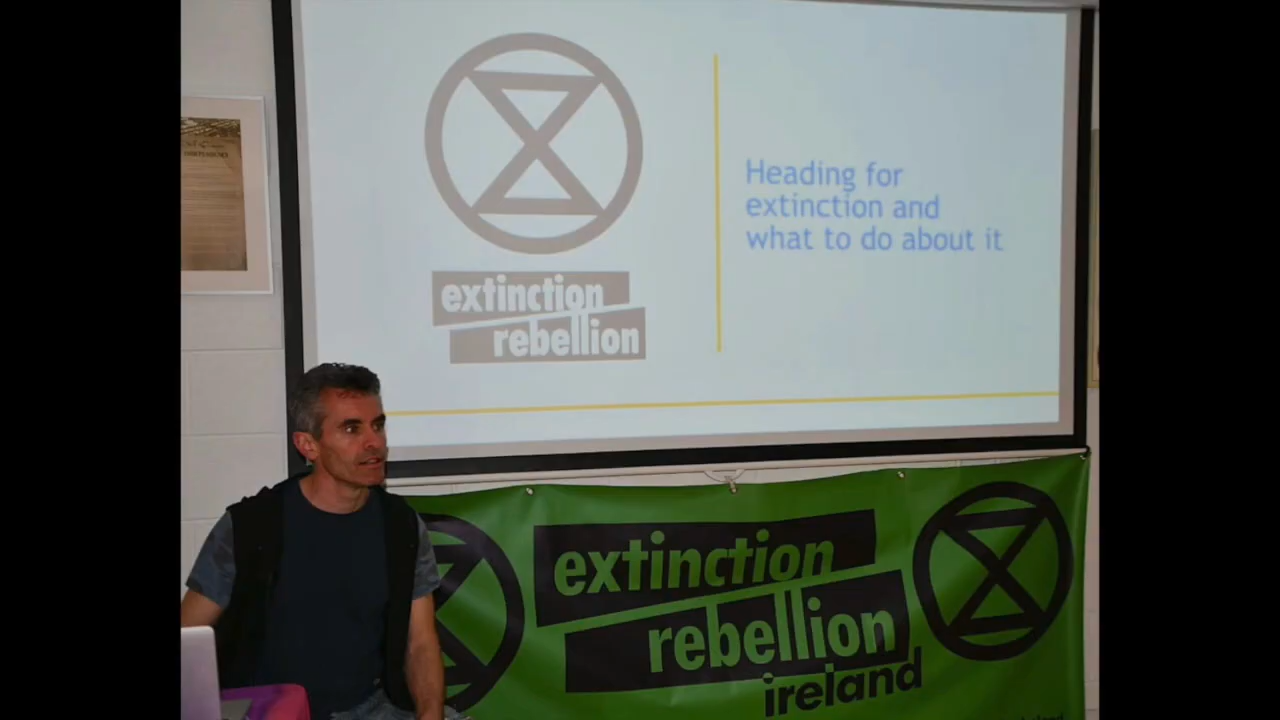 Heading for
extinction and
what to do about it
extinction
rebellion
extinction
rebellion
ireland